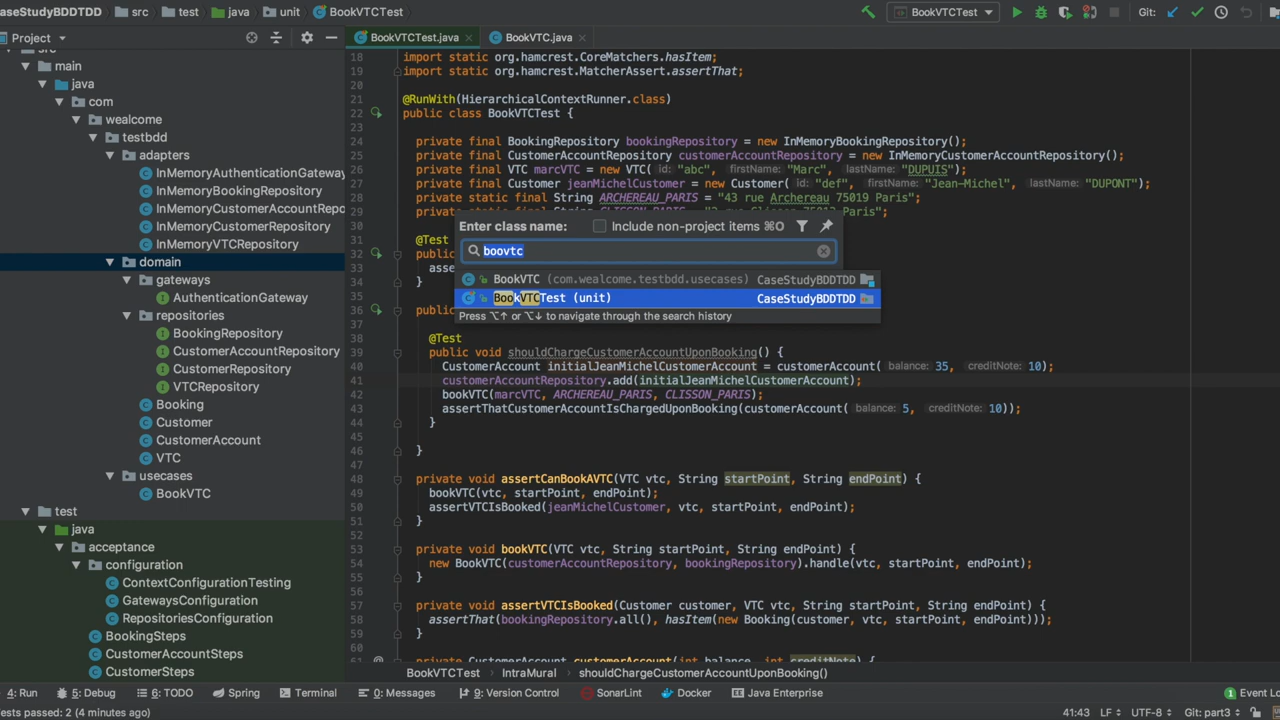 CaseStudyBDDTDD src test java unit BookVTCTest
BookVTCTest Git:
Project
BookVTCTest.java BookVTC.java
src
main
java
com
wealcome
testbdd
adapters
InMemoryAuthenticationGateway
InMemoryBookingRepository
InMemoryCustomerAccountRepo
InMemoryCustomerRepository
InMemoryVTCRepository
domain
gateways
AuthenticationGateway
repositories
BookingRepository
CustomerAccountRepository
CustomerRepository
VTCRepository
Booking
Customer
CustomerAccount
VTC
usecases
BookVTC
test
java
acceptance
configuration
ContextConfigurationTesting
GatewaysConfiguration
RepositoriesConfiguration
BookingSteps
CustomerAccountSteps
CustomerSteps
18 import static org.hamcrest.CoreMatchers.hasItem;
19 import static org.hamcrest.MatcherAssert.assertThat;
20
21 @RunWith(HierarchicalContextRunner.class)
22 public class BookVTCTest {
23
24 private final BookingRepository bookingRepository = new InMemoryBookingRepository();
25 private final CustomerAccountRepository customerAccountRepository = new InMemoryCustomerAccountRepository();
26 private final VTC marcVTC = new VTC( id: "abc", firstName: "Marc", lastName: "DUPUIS");
27 private final Customer jeanMichelCustomer = new Customer( id: "def", firstName: "Jean-Michel", lastName: "DUPONT");
28 private static final String ARCHEREAU_PARIS = "43 rue Archereau 75019 Paris";
29
30
31 @Test
32 public
33 asse
34 }
35
36 publi
37
38 @Test
39 public void shouldChargeCustomerAccountUponBooking() {
40 CustomerAccount initialJeanMichelCustomerAccount = customerAccount( balance: 35, creditNote: 10);
41 customerAccountRepository.add(initialJeanMichelCustomerAccount);
42 bookVTC(marcVTC, ARCHEREAU_PARIS, CLISSON_PARIS);
43 assertThatCustomerAccountIsChargedUponBooking(customerAccount( balance: 5, creditNote: 10));
44 }
45
46 }
47
48 private void assertCanBookAVTC(VTC vtc, String startPoint, String endPoint) {
49 bookVTC(vtc, startPoint, endPoint);
50 assertVTCIsBooked(jeanMichelCustomer, vtc, startPoint, endPoint);
51 }
52
53 private void bookVTC(VTC vtc, String startPoint, String endPoint) {
54 new BookVTC(customerAccountRepository, bookingRepository).handle(vtc, startPoint, endPoint);
55 }
56
57 private void assertVTCIsBooked(Customer customer, VTC vtc, String startPoint, String endPoint) {
58 assertThat(bookingRepository.all(), hasItem(new Booking(customer, vtc, startPoint, endPoint)));
59 }
60
61 private CustomerAccount customerAccount(int balance, int creditNote) {
Enter class name: Include non-project items ⌘O
boovtc
BookVTC (com.wealcome.testbdd.usecases) CaseStudyBDDTDD
BookVTCTest (unit) CaseStudyBDDTDD
Press ⌥↑ or ⌥↓ to navigate through the search history
BookVTCTest IntraMural shouldChargeCustomerAccountUponBooking()
4: Run 5: Debug 6: TODO Spring Terminal 0: Messages 9: Version Control SonarLint Docker Java Enterprise 1 Event Lo
ests passed: 2 (4 minutes ago) 41:43 LF UTF-8 Git: part3